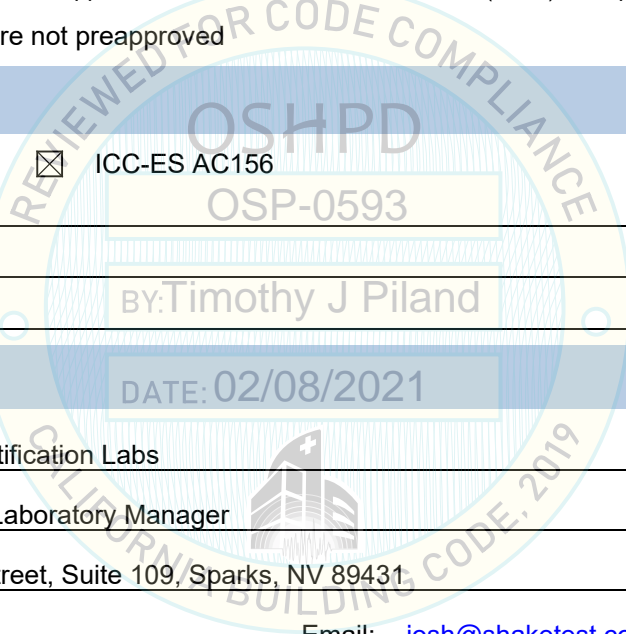 re not preapproved
REVIEWED FOR CODE COMPLIANCE
OSHPD
ICC-ES AC156
OSP-0593
BY: Timothy J Piland
DATE: 02/08/2021
tification Labs
Laboratory Manager
treet, Suite 109, Sparks, NV 89431
CALIFORNIA BUILDING CODE, 2019
Email: